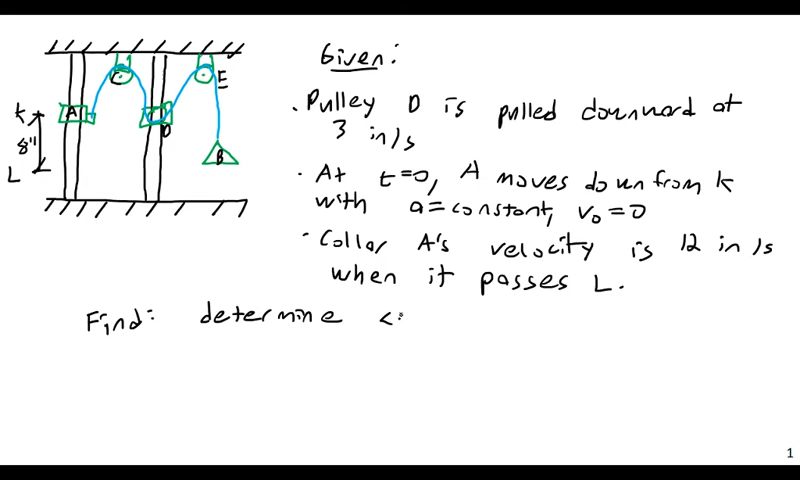 Given:
. Pulley D is pulled downward at
3 in/s
. At t=0, A moves down from k
with a=constant, v₀=0
. Collar A's velocity is 12 in/s
when it passes L.
Find: determine
C
E
A
k
D
8"
B
L
1